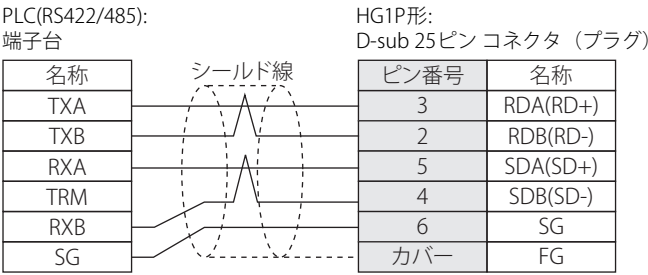 PLC(RS422/485):
端子台
HG1P形:
D-sub 25ピン コネクタ（プラグ）
名称 シールド線 ピン番号 名称
TXA 3 RDA(RD+)
TXB 2 RDB(RD-)
RXA 5 SDA(SD+)
TRM 4 SDB(SD-)
RXB 6 SG
SG カバー FG